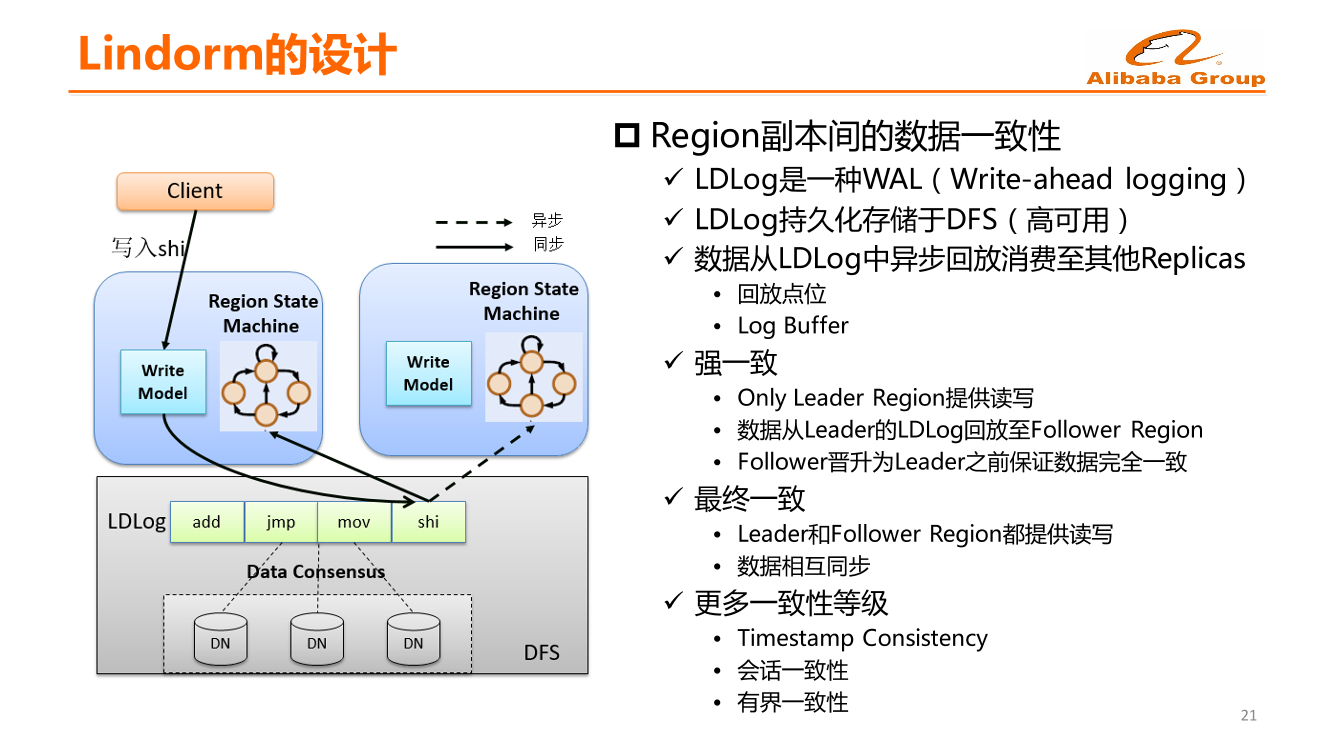 Lindorm的设计
Alibaba Group
Client
写入shi
异步
同步
Region State
Machine
Write
Model
Region State
Machine
Write
Model
LDLog
add
jmp
mov
shi
Data Consensus
DN
DN
DN
DFS
Region副本间的数据一致性
LDLog是一种WAL（Write-ahead logging）
LDLog持久化存储于DFS（高可用）
数据从LDLog中异步回放消费至其他Replicas
• 回放点位
• Log Buffer
强一致
• Only Leader Region提供读写
• 数据从Leader的LDLog回放至Follower Region
• Follower晋升为Leader之前保证数据完全一致
最终一致
• Leader和Follower Region都提供读写
• 数据相互同步
更多一致性等级
• Timestamp Consistency
• 会话一致性
• 有界一致性
21